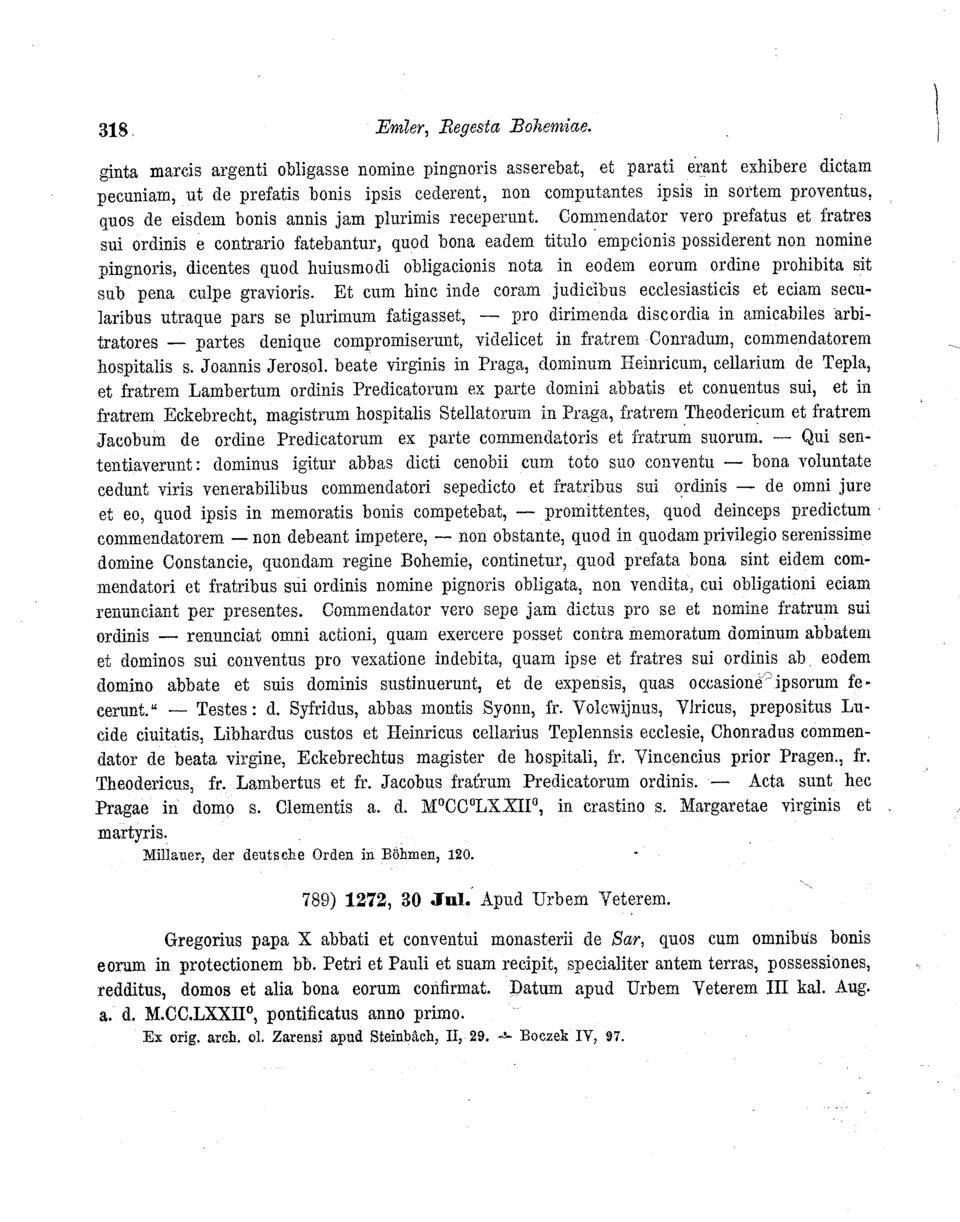 318
Emler, Regesta Bohemiae.
ginta marcis argenti obligasse nomine pingnoris asserebat, et parati erant exhibere dictam
pecuniam, ut de prefatis bonis ipsis cederent, non computantes ipsis in sortem proventus,
quos de eisdem bonis annis jam plurimis receperunt. Commendator vero prefatus et fratres
sui ordinis e contrario fatebantur, quod bona eadem titulo empcionis possiderent non nomine
pingnoris, dicentes quod huiusmodi obligacionis nota in eodem eorum ordine prohibita sit
sub pena culpe gravioris. Et cum hinc inde coram judicibus ecclesiasticis et eciam secu-
laribus utraque pars se plurimum fatigasset, — pro dirimenda discordia in amicabiles arbi-
tratores — partes denique compromiserunt, videlicet in fratrem Conradum, commendatorem
hospitalis s. Joannis Jerosol. beate virginis in Praga, dominum Heinricum, cellarium de Tepla,
et fratrem Lambertum ordinis Predicatorum ex parte domini abbatis et conuentus sui, et in
fratrem Eckebrecht, magistrum hospitalis Stellatorum in Praga, fratrem Theodericum et fratrem
Jacobum de ordine Predicatorum ex parte commendatoris et fratrum suorum. — Qui sen-
tentiaverunt: dominus igitur abbas dicti cenobii cum toto suo conventu — bona voluntate
cedunt viris venerabilibus commendatori sepedicto et fratribus sui ordinis — de omni jure
et eo, quod ipsis in memoratis bonis competebat, — promittentes, quod deinceps predictum
commendatorem — non debeant impetere, — non obstante, quod in quodam privilegio serenissime
domine Constancie, quondam regine Bohemie, continetur, quod prefata bona sint eidem com-
mendatori et fratribus sui ordinis nomine pignoris obligata, non vendita, cui obligationi eciam
renunciant per presentes. Commendator vero sepe jam dictus pro se et nomine fratrum sui
ordinis — renunciat omni actioni, quam exercere posset contra memoratum dominum abbatem
et dominos sui conventus pro vexatione indebita, quam ipse et fratres sui ordinis ab eodem
domino abbate et suis dominis sustinuerunt, et de expensis, quas occasione ipsorum fe-
cerunt.“ — Testes: d. Syfridus, abbas montis Syonn, fr. Volcwijnus, Vlricus, prepositus Lu-
cide ciuitatis, Libhardus custos et Heinricus cellarius Teplennsis ecclesie, Chonradus commen-
dator de beata virgine, Eckebrechtus magister de hospitali, fr. Vincencius prior Pragen., fr.
Theodericus, fr. Lambertus et fr. Jacobus fratrum Predicatorum ordinis. — Acta sunt hec
Pragae in domo s. Clementis a. d. M⁰CC⁰LXXII⁰, in crastino s. Margaretae virginis et
martyris.
Millauer, der deutsche Orden in Böhmen, 120.
789) 1272, 30 Jul. Apud Urbem Veterem.
Gregorius papa X abbati et conventui monasterii de Sar, quos cum omnibus bonis
eorum in protectionem bb. Petri et Pauli et suam recipit, specialiter antem terras, possessiones,
redditus, domos et alia bona eorum confirmat. Datum apud Urbem Veterem III kal. Aug.
a. d. M.CC.LXXII⁰, pontificatus anno primo.
Ex orig. arch. ol. Zarensi apud Steinbach, II, 29. — Boczek IV, 97.